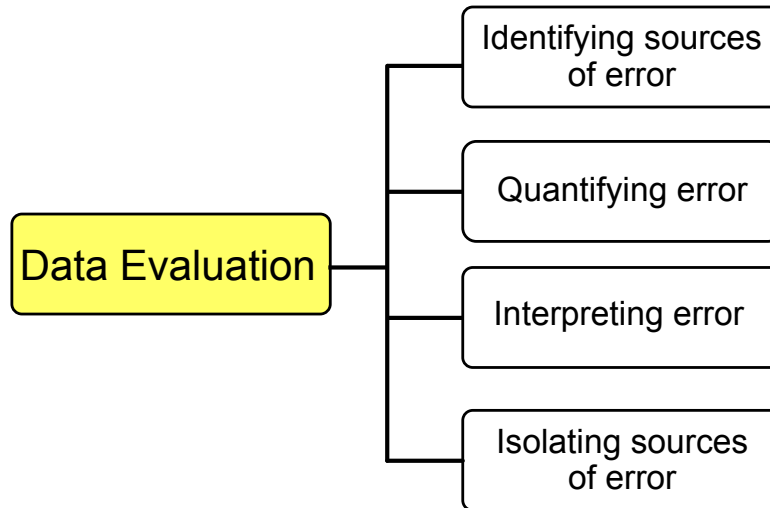 Data Evaluation
Identifying sources
of error
Quantifying error
Interpreting error
Isolating sources
of error